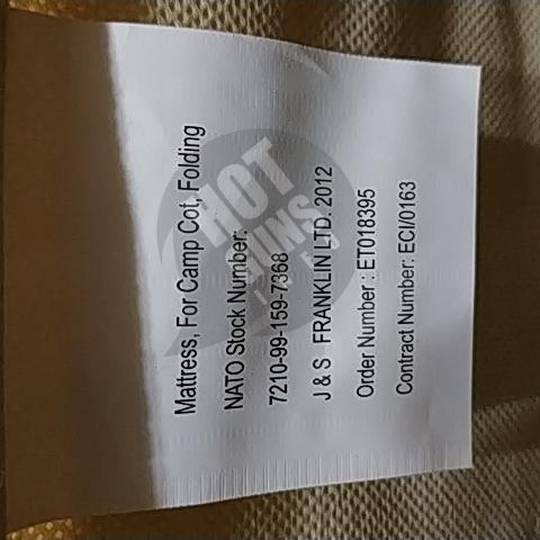 Mattress, For Camp Cot, Folding
NATO Stock Number:
7210-99-159-7368
J & S FRANKLIN LTD. 2012
Order Number : ET018395
Contract Number: ECI/0163
HOT